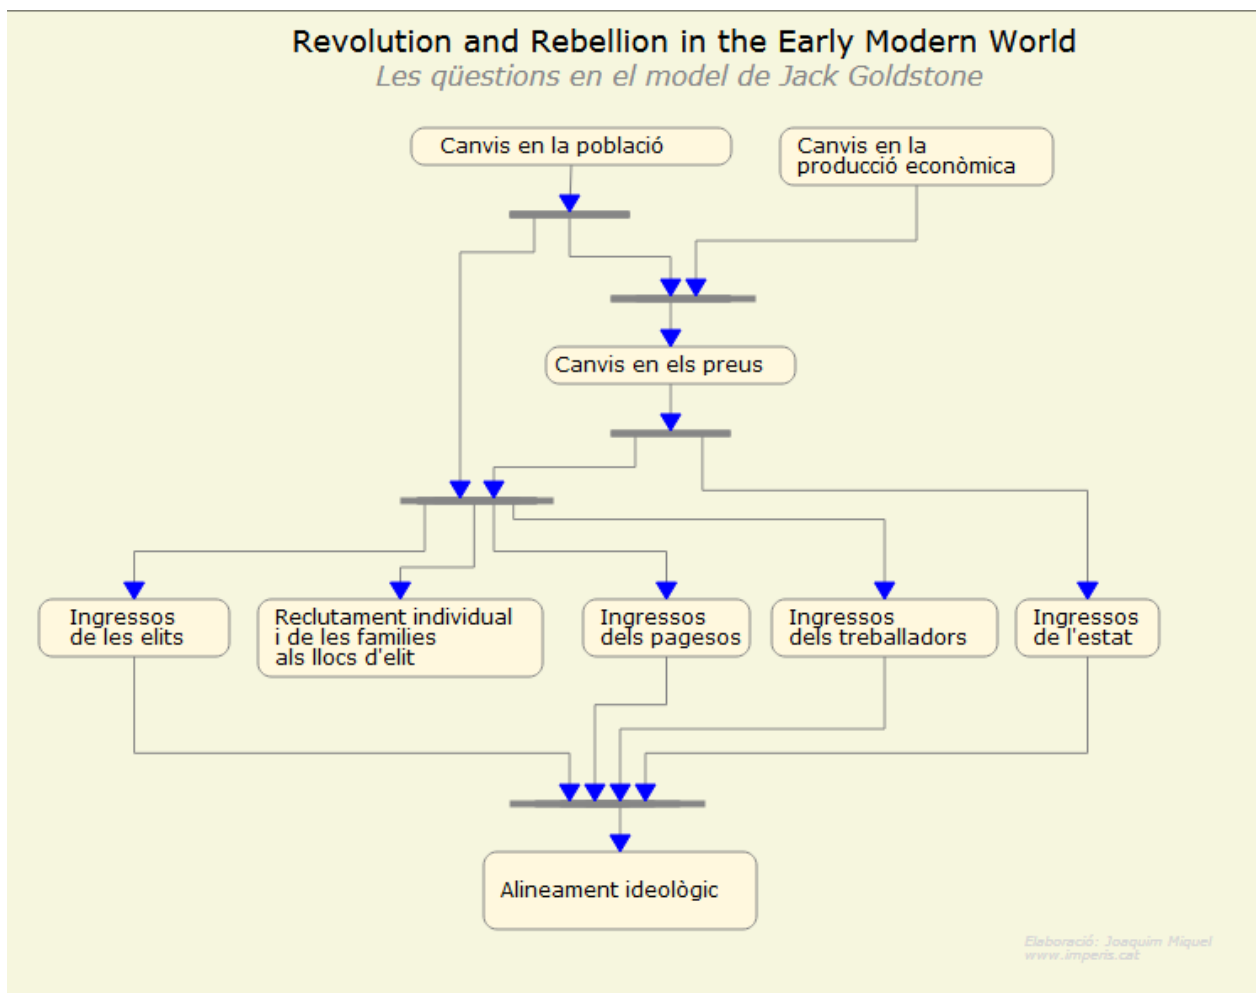 Revolution and Rebellion in the Early Modern World
Les qüestions en el model de Jack Goldstone
Canvis en la població
Canvis en la
producció econòmica
Canvis en els preus
Ingressos
de les elits
Reclutament individual
i de les families
als llocs d'elit
Ingressos
dels pagesos
Ingressos
dels treballadors
Ingressos
de l'estat
Alineament ideològic
Elaboració: Joaquim Miquel
www.imperis.cat